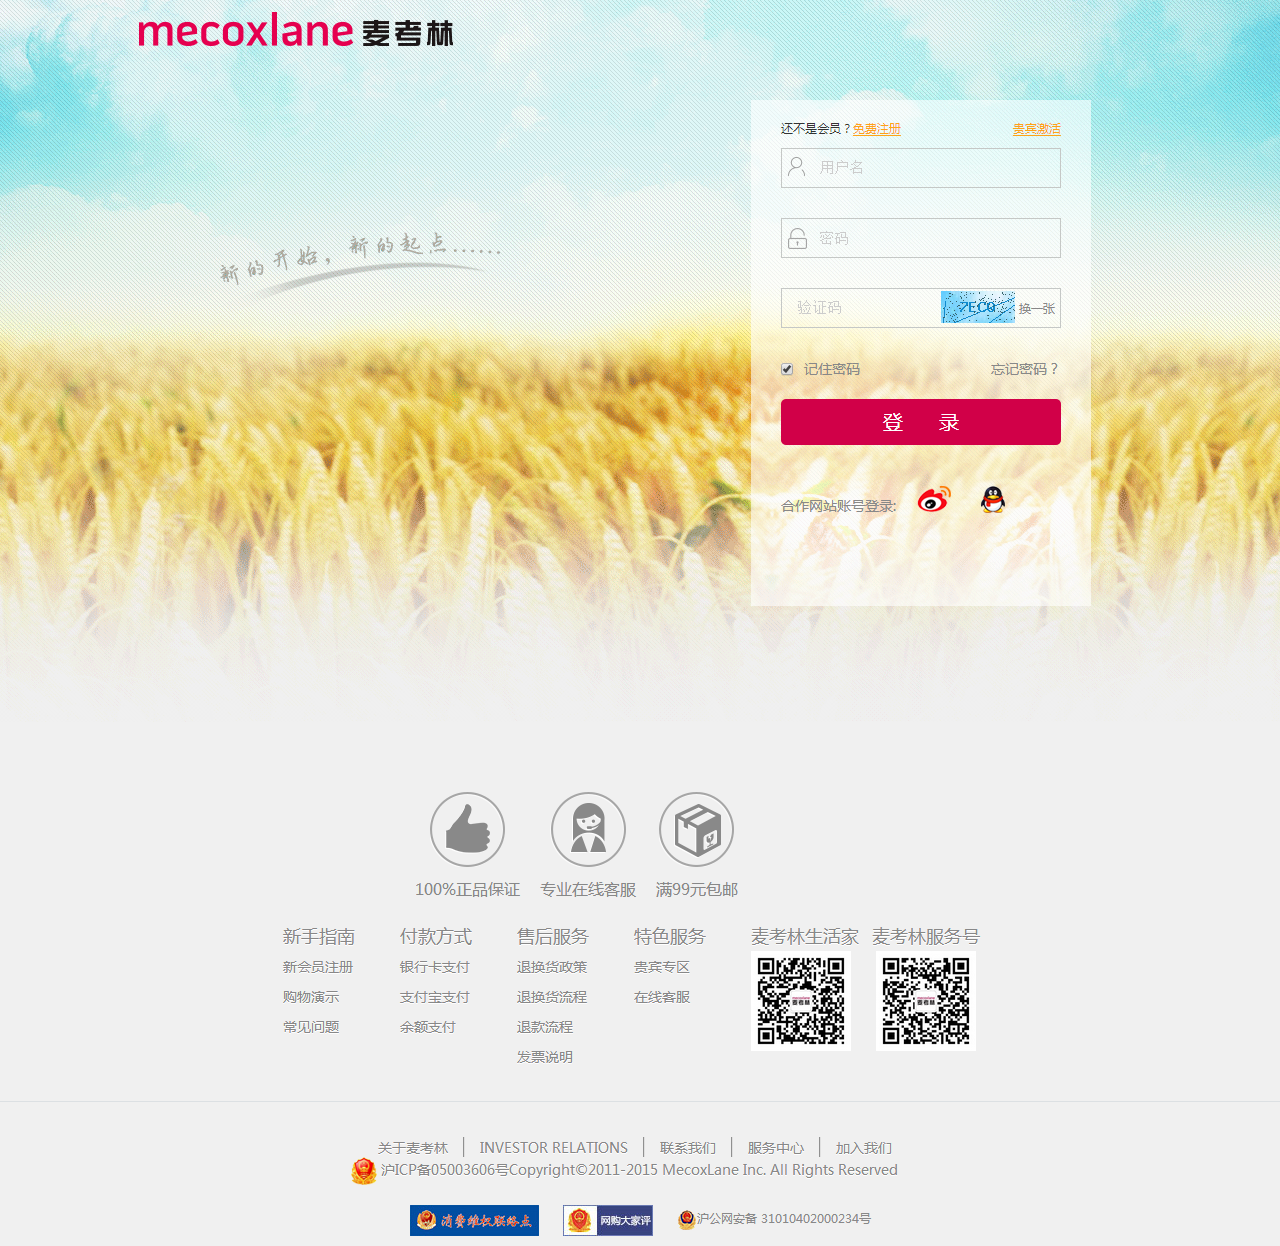 mecoxlane 麦考林
还不是会员？免费注册 贵宾激活
用户名
新的开始，新的起点......
密码
验证码 7ECQ 换一张
记住密码 忘记密码？
登 录
合作网站账号登录:
100%正品保证 专业在线客服 满99元包邮
新手指南 付款方式 售后服务 特色服务 麦考林生活家 麦考林服务号
新会员注册 银行卡支付 退换货政策 贵宾专区
购物演示 支付宝支付 退换货流程 在线客服
常见问题 余额支付 退款流程
发票说明
关于麦考林 INVESTOR RELATIONS 联系我们 服务中心 加入我们
沪ICP备05003606号Copyright©2011-2015 MecoxLane Inc. All Rights Reserved
消费维权联络点 网购大家评 沪公网安备 31010402000234号